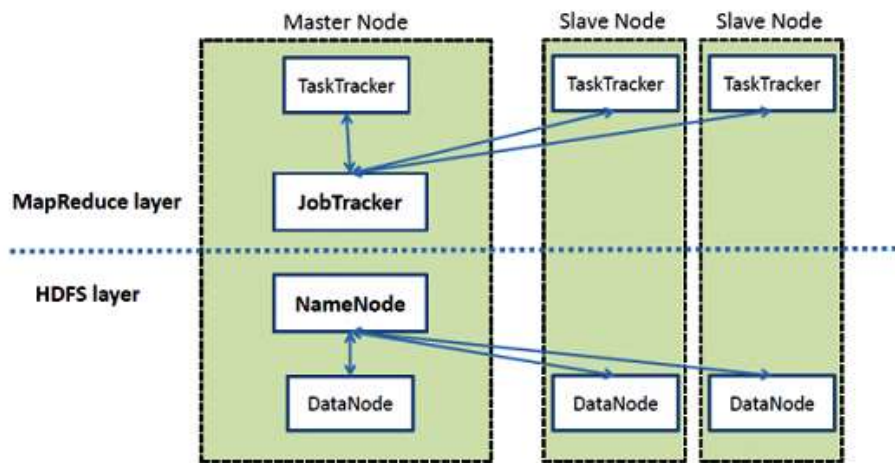 Master Node
Slave Node
Slave Node
TaskTracker
TaskTracker
TaskTracker
MapReduce layer
JobTracker
HDFS layer
NameNode
DataNode
DataNode
DataNode